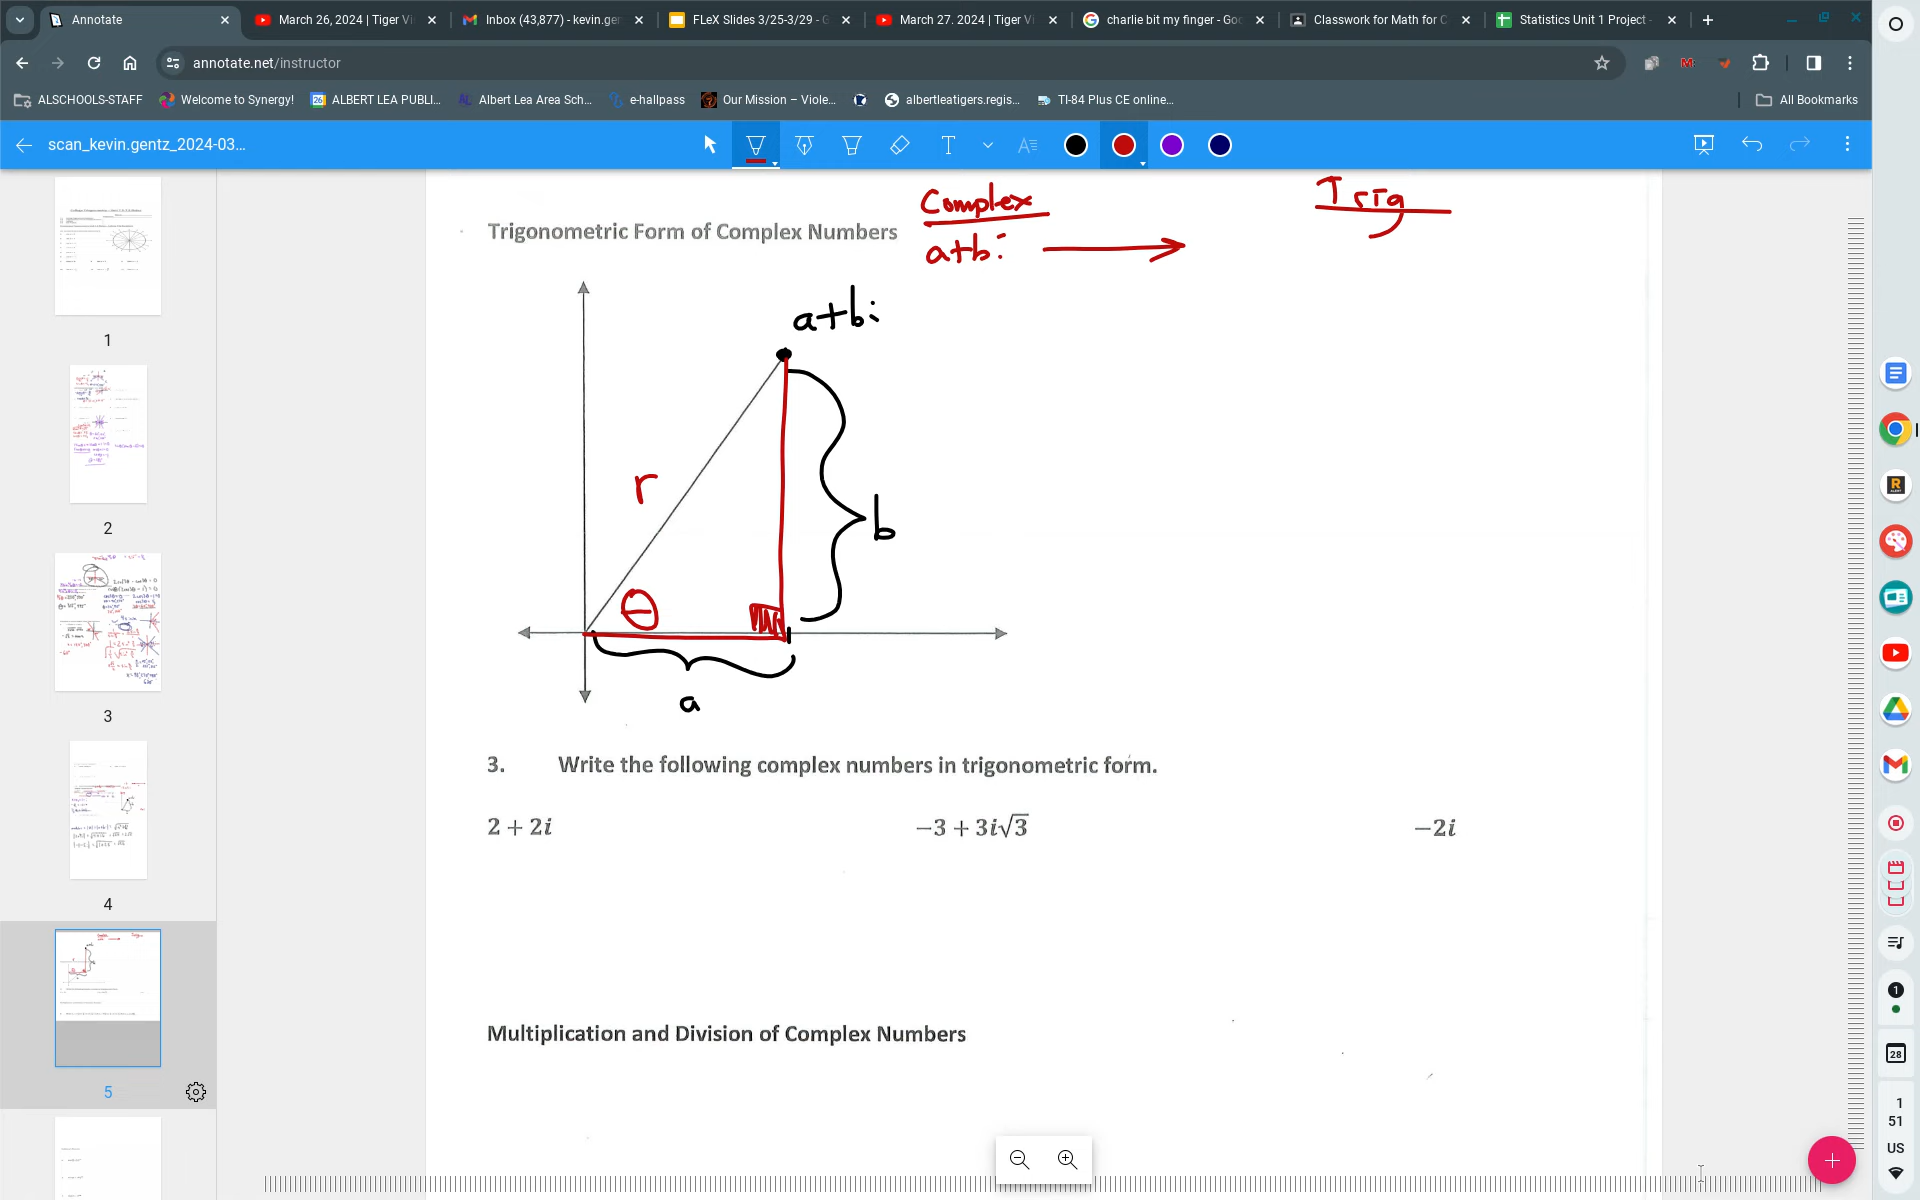 Annotate
March 26, 2024 | Tiger Vi
Inbox (43,877) - kevin.ger
FLeX Slides 3/25-3/29 - G
March 27. 2024 | Tiger Vi
charlie bit my finger - Goo
Classwork for Math for C
Statistics Unit 1 Project -
annotate.net/instructor
ALSCHOOLS-STAFF
Welcome to Synergy!
ALBERT LEA PUBLI...
Albert Lea Area Sch...
e-hallpass
Our Mission – Viole...
albertleatigers.regis...
TI-84 Plus CE online...
All Bookmarks
scan_kevin.gentz_2024-03...
Complex
Trig
Trigonometric Form of Complex Numbers
a+bi
a+bi
r
b
θ
a
3. Write the following complex numbers in trigonometric form.
2 + 2i
−3 + 3i√3
−2i
Multiplication and Division of Complex Numbers
1
2
3
4
5
1
28
1
51
US